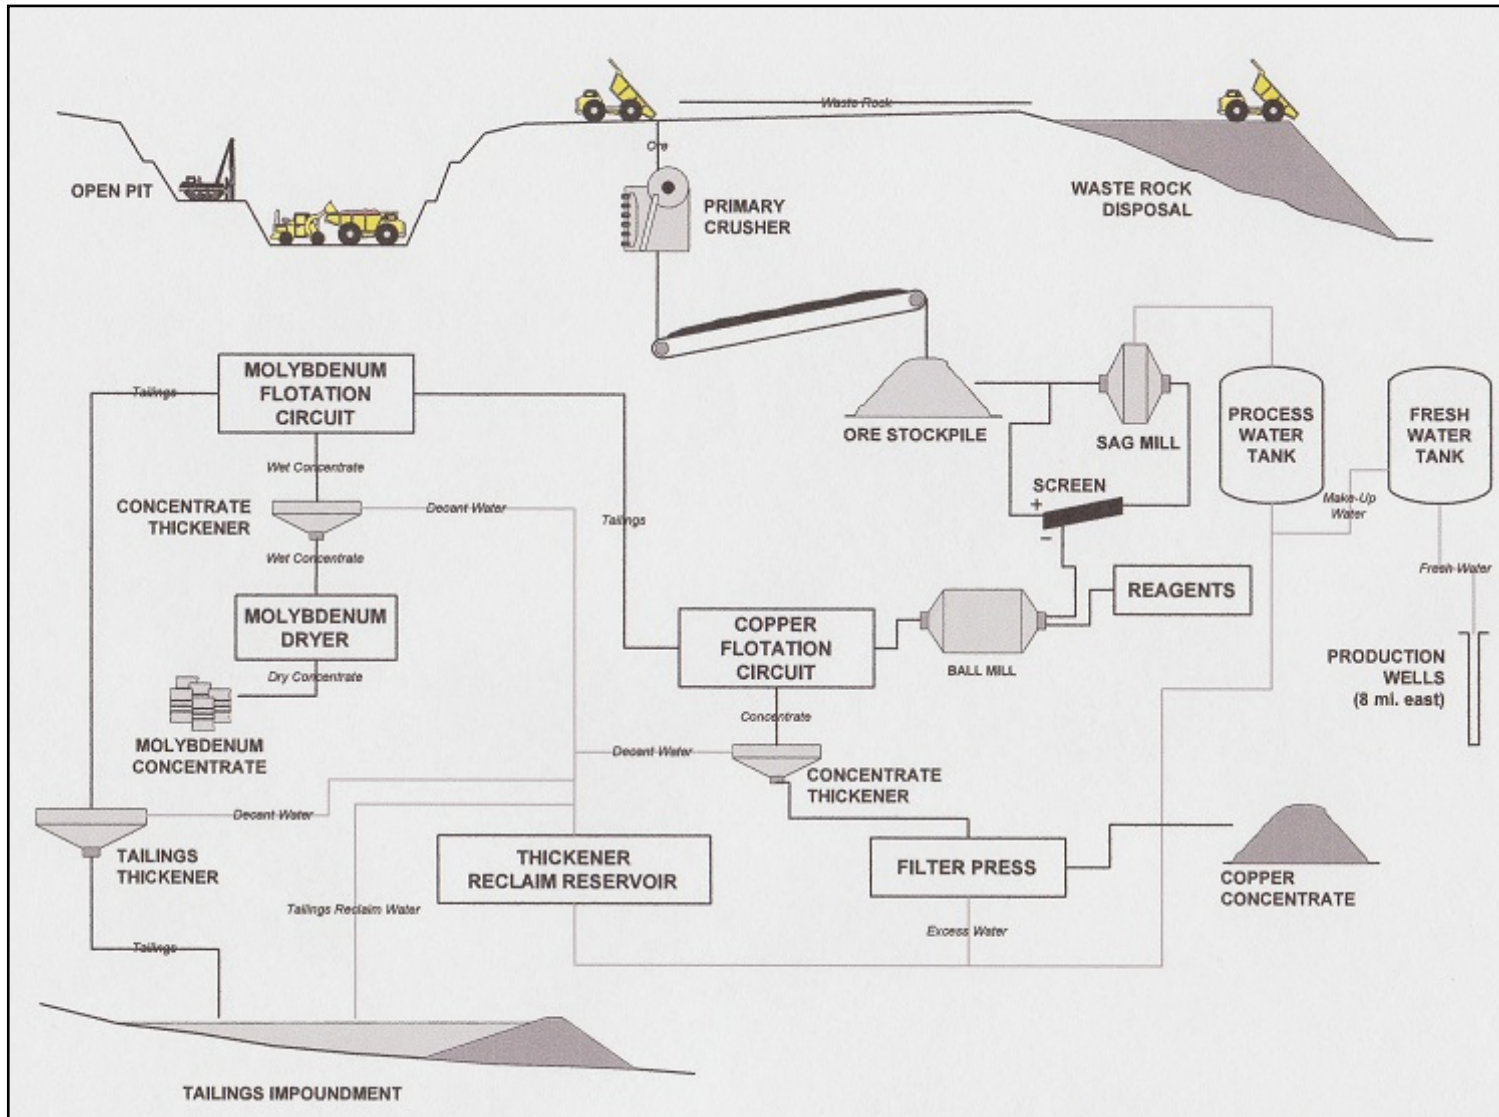 Waste Rock
Ore
OPEN PIT
PRIMARY
CRUSHER
WASTE ROCK
DISPOSAL
MOLYBDENUM
FLOTATION
CIRCUIT
Tailings
ORE STOCKPILE
SAG MILL
PROCESS
WATER
TANK
FRESH
WATER
TANK
Wet Concentrate
CONCENTRATE
THICKENER
Decant Water
Tailings
SCREEN
+
−
Make-Up
Water
Wet Concentrate
Fresh Water
MOLYBDENUM
DRYER
COPPER
FLOTATION
CIRCUIT
BALL MILL
REAGENTS
PRODUCTION
WELLS
(8 mi. east)
Dry Concentrate
MOLYBDENUM
CONCENTRATE
Concentrate
Decant Water
CONCENTRATE
THICKENER
Decant Water
TAILINGS
THICKENER
THICKENER
RECLAIM RESERVOIR
FILTER PRESS
COPPER
CONCENTRATE
Tailings Reclaim Water
Excess Water
Tailings
TAILINGS IMPOUNDMENT